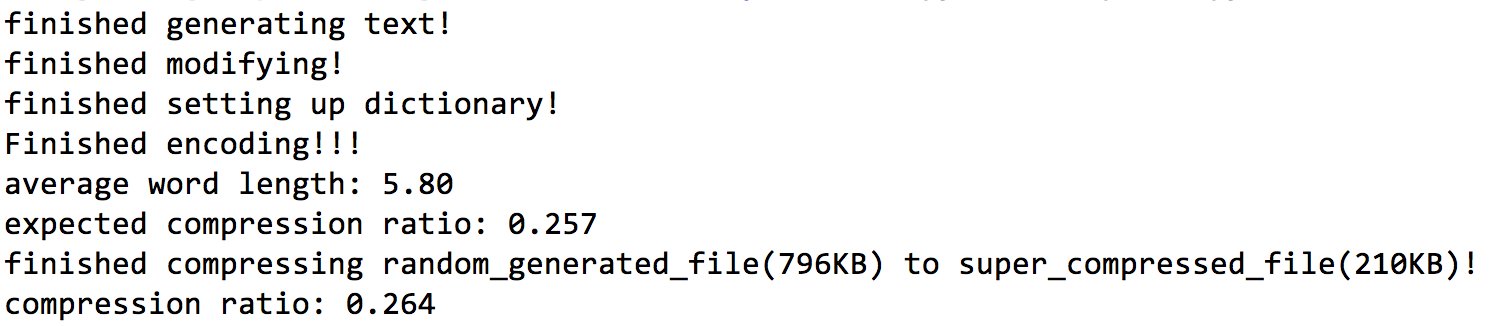 finished generating text!
finished modifying!
finished setting up dictionary!
Finished encoding!!!
average word length: 5.80
expected compression ratio: 0.257
finished compressing random_generated_file(796KB) to super_compressed_file(210KB)!
compression ratio: 0.264